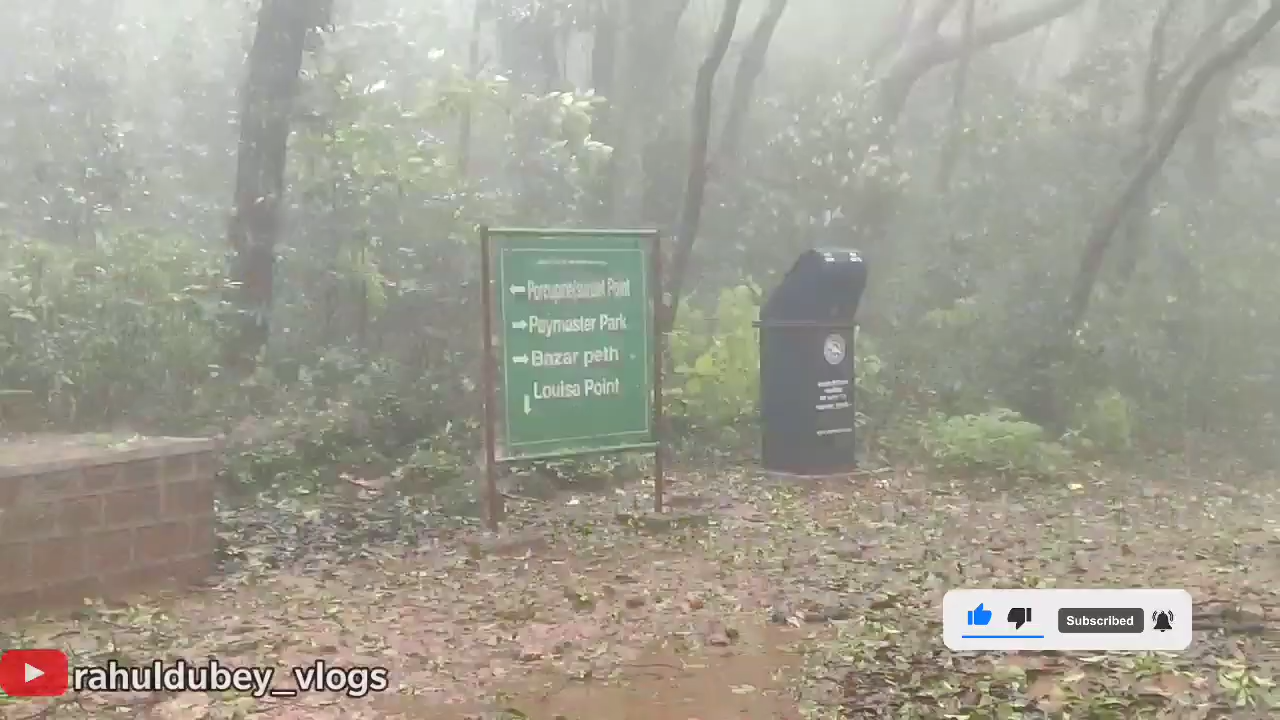 Porcupine(sunset Point
Paymaster Park
Bazar peth
Louisa Point
Subscribed
rahuldubey_vlogs